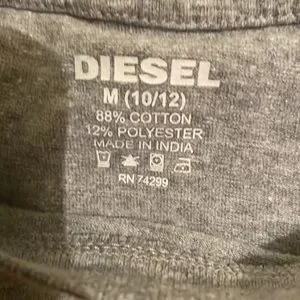 DIESEL
M (10/12)
88% COTTON
12% POLYESTER
MADE IN INDIA
RN 74299